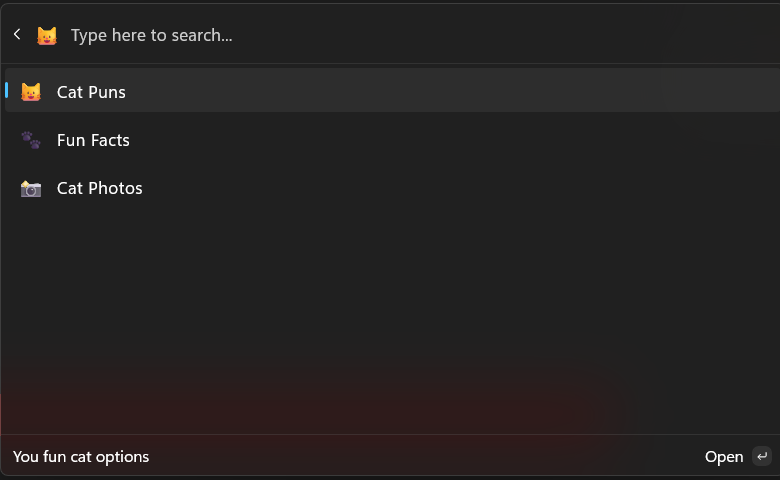 Type here to search...
Cat Puns
Fun Facts
Cat Photos
You fun cat options
Open